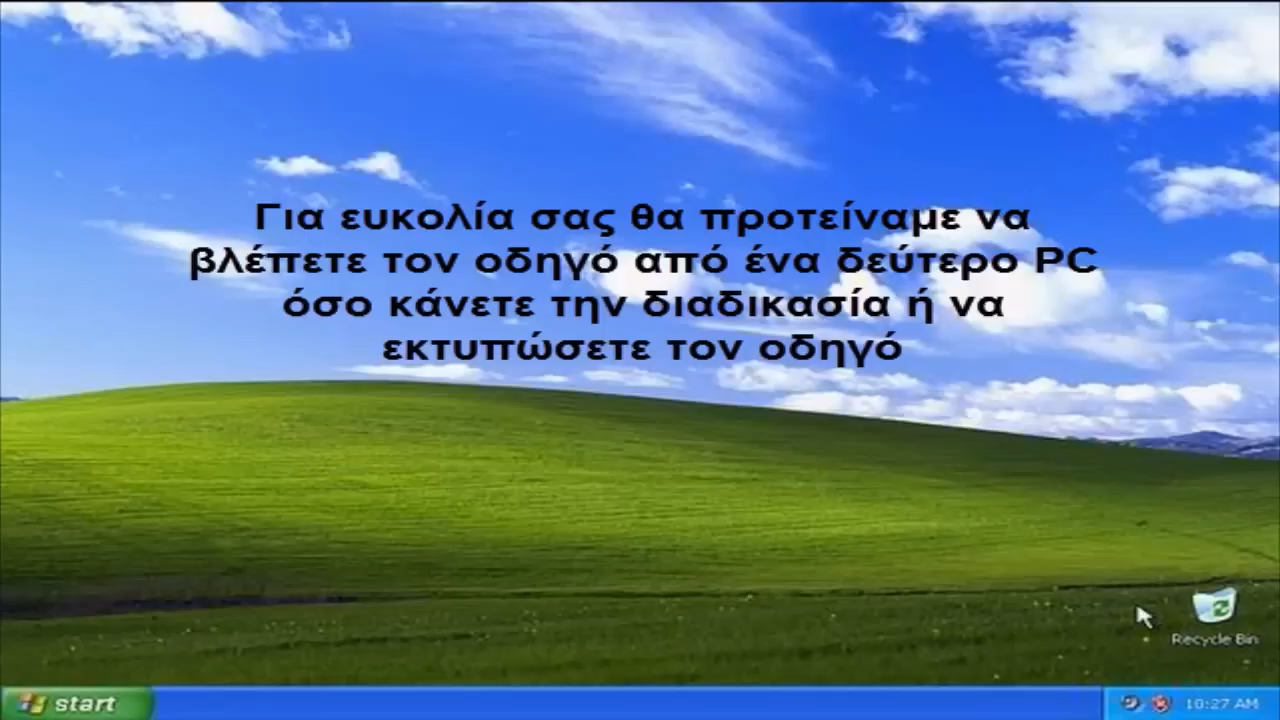 Για ευκολία σας θα προτείναμε να
βλέπετε τον οδηγό από ένα δεύτερο PC
όσο κάνετε την διαδικασία ή να
εκτυπώσετε τον οδηγό
Recycle Bin
start
10:27 AM